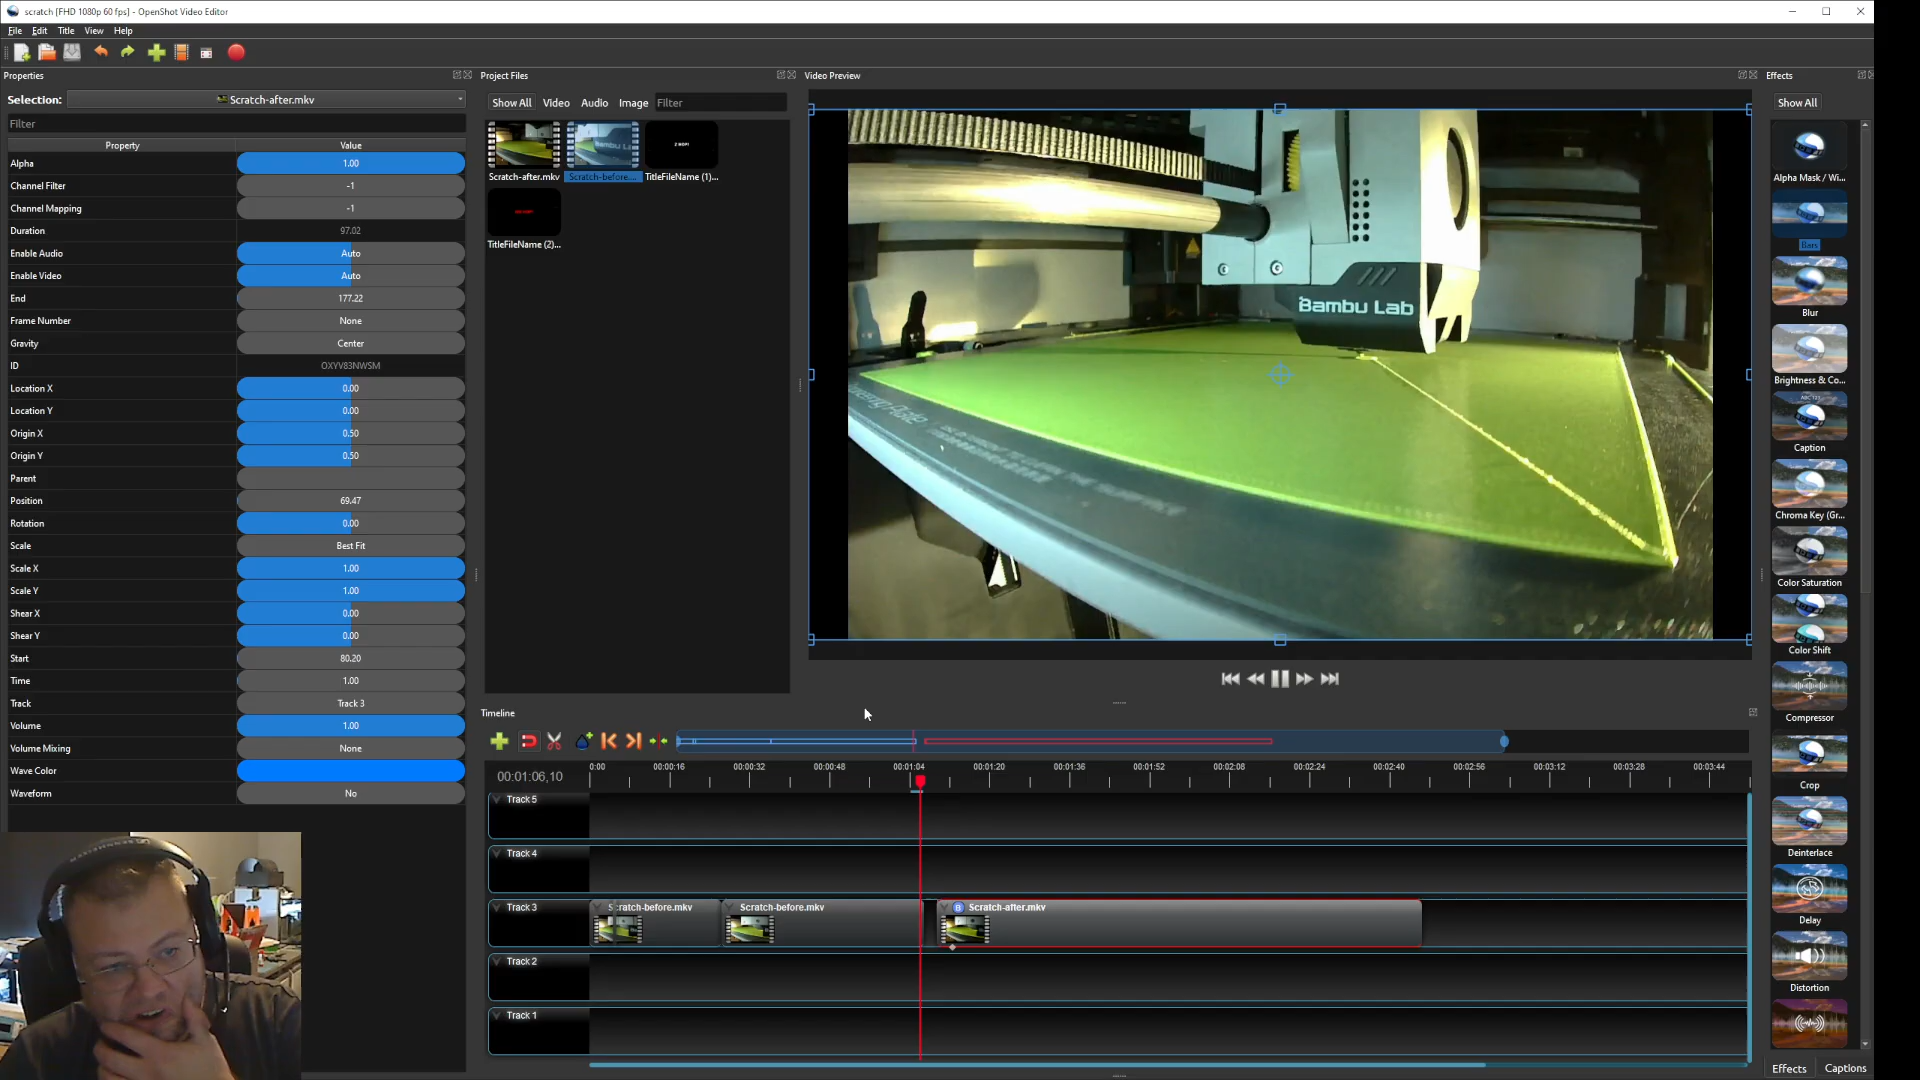 scratch [FHD 1080p 60 fps] - OpenShot Video Editor
File Edit Title View Help
Properties
Selection: Scratch-after.mkv
Filter
Property Value
Alpha 1.00
Channel Filter -1
Channel Mapping -1
Duration 97.02
Enable Audio Auto
Enable Video Auto
End 177.22
Frame Number None
Gravity Center
ID OXYV83NWSM
Location X 0.00
Location Y 0.00
Origin X 0.50
Origin Y 0.50
Parent
Position 69.47
Rotation 0.00
Scale Best Fit
Scale X 1.00
Scale Y 1.00
Shear X 0.00
Shear Y 0.00
Start 80.20
Time 1.00
Track Track 3
Volume 1.00
Volume Mixing None
Wave Color
Waveform No
Project Files
Show All Video Audio Image Filter
Scratch-after.mkv Scratch-before.... TitleFileName (1)...
TitleFileName (2)...
Video Preview
Bambu Lab
Effects
Show All
Alpha Mask / Wi...
Bars
Blur
Brightness & Co...
Caption
Chroma Key (Gr...
Color Saturation
Color Shift
Compressor
Crop
Deinterlace
Delay
Distortion
Effects Captions
Timeline
00:01:06,10
0:00 00:00:16 00:00:32 00:00:48 00:01:04 00:01:20 00:01:36 00:01:52 00:02:08 00:02:24 00:02:40 00:02:56 00:03:12 00:03:28 00:03:44
Track 5
Track 4
Track 3
Scratch-before.mkv Scratch-before.mkv B Scratch-after.mkv
Track 2
Track 1